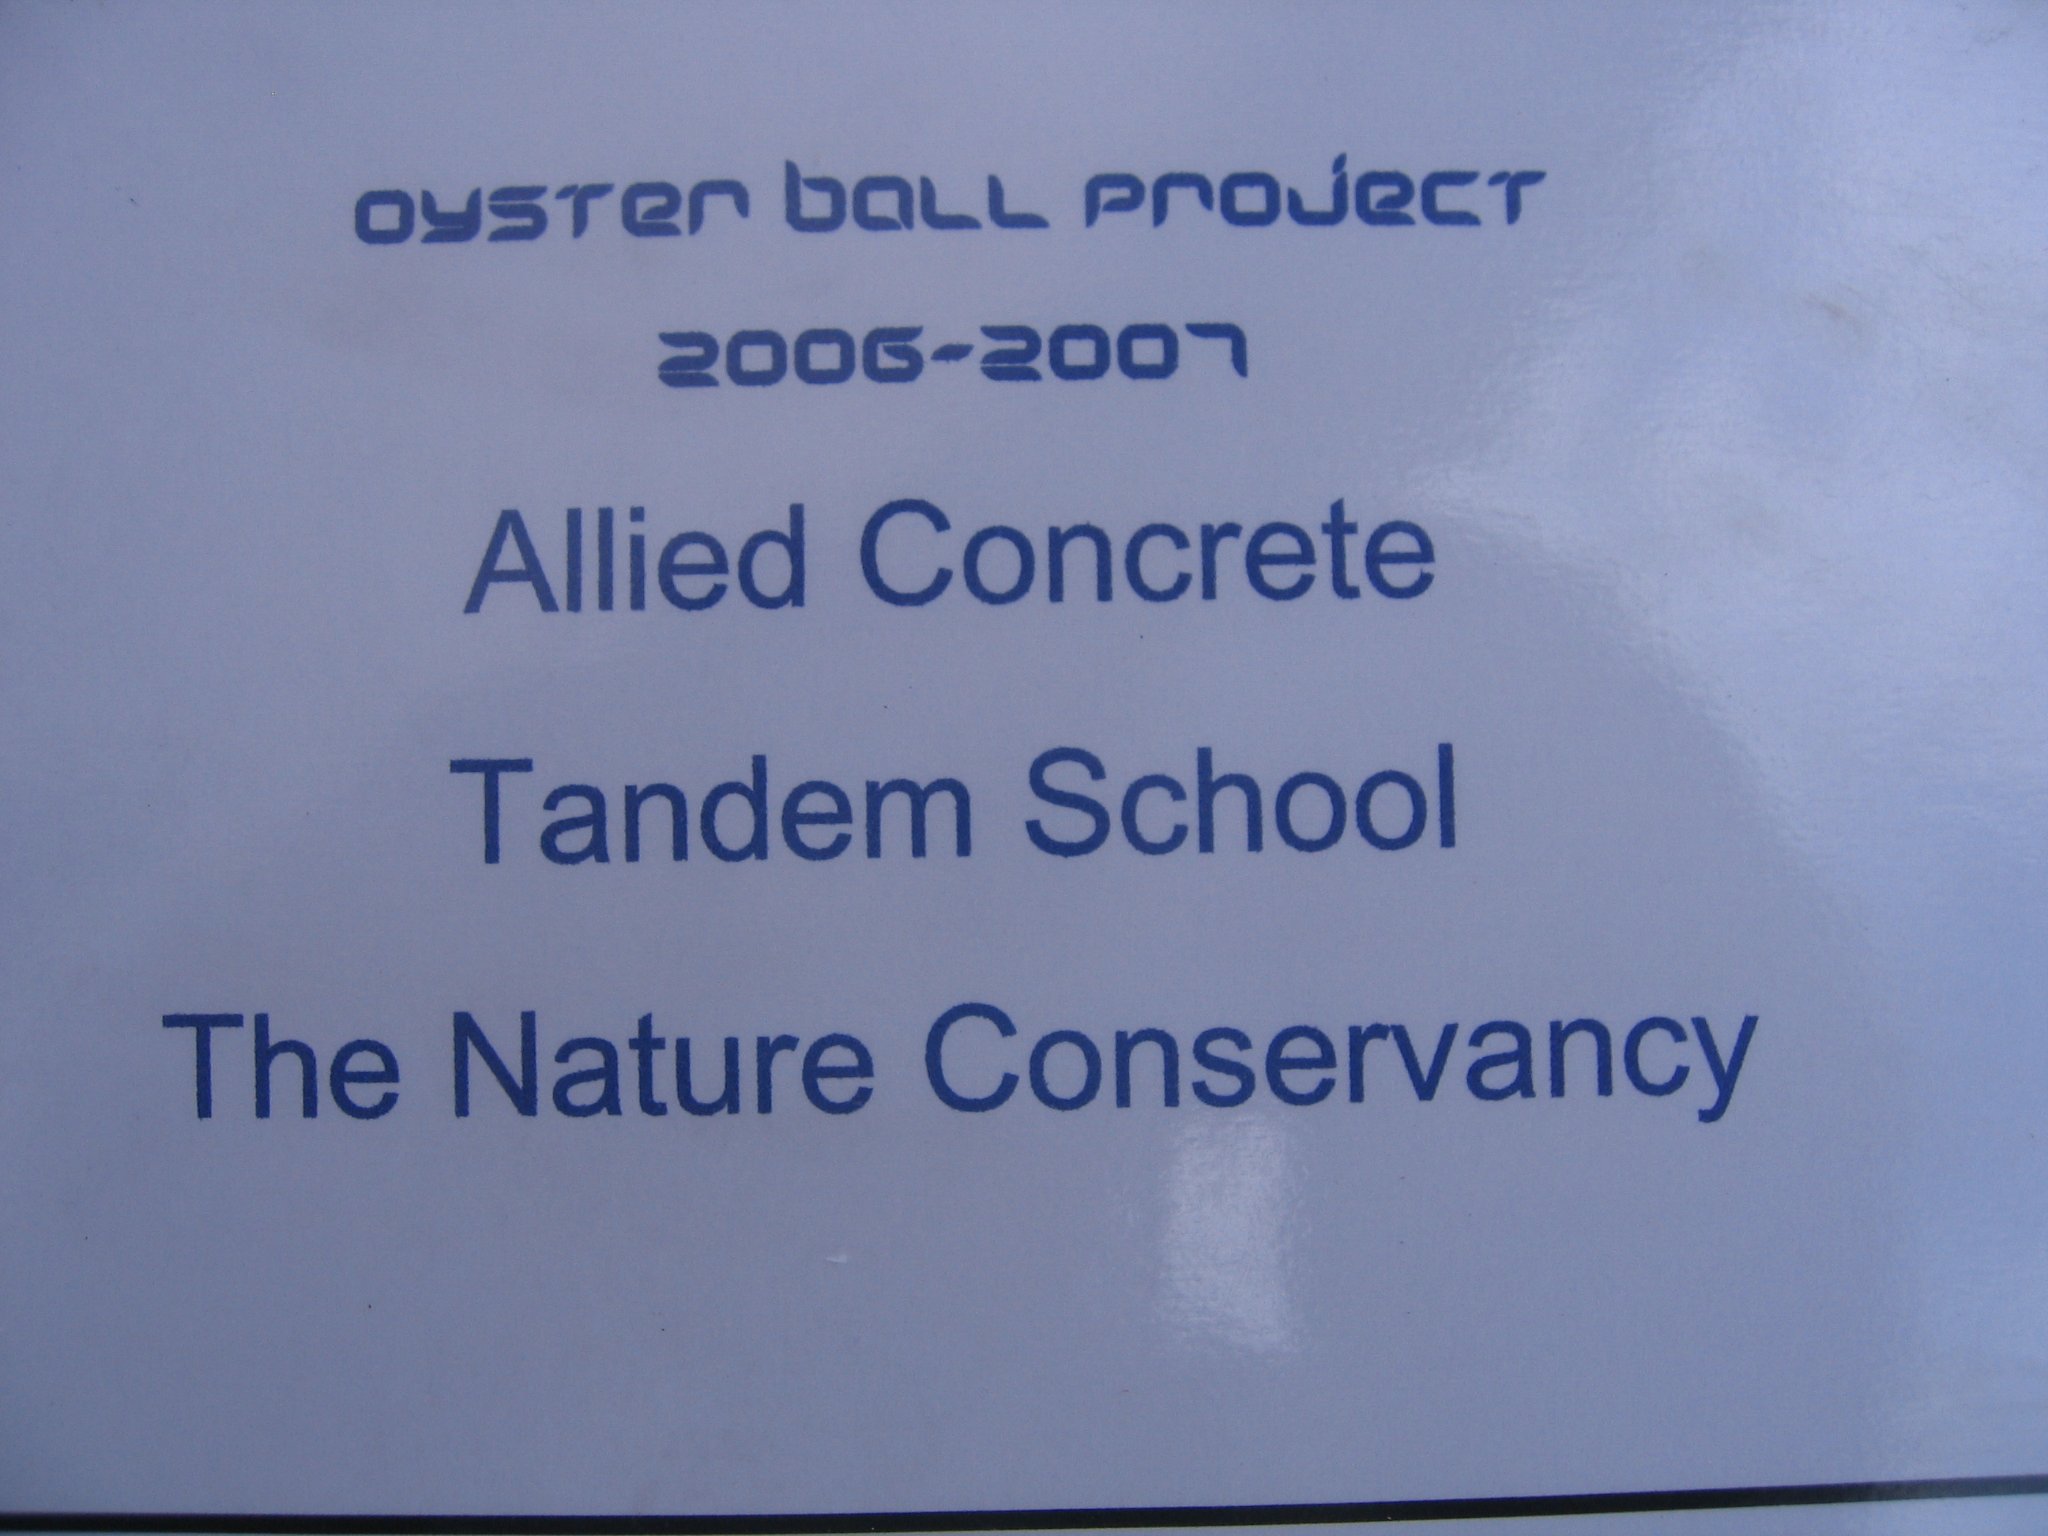 oyster ball project
2006-2007
Allied Concrete
Tandem School
The Nature Conservancy